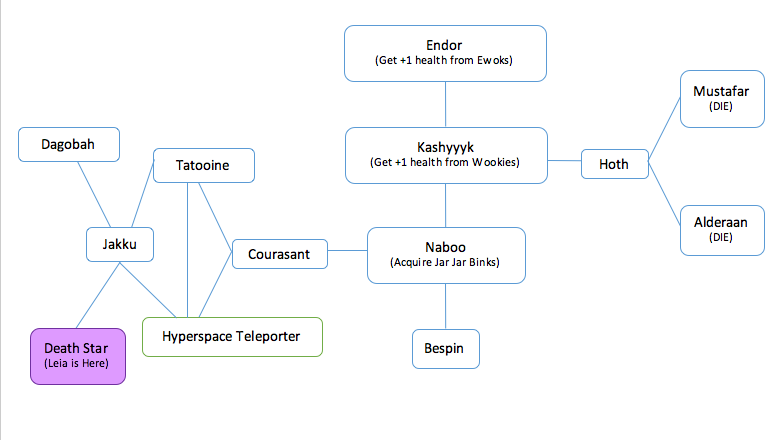 Endor
(Get +1 health from Ewoks)
Mustafar
(DIE)
Dagobah
Tatooine
Kashyyyk
(Get +1 health from Wookies)
Hoth
Alderaan
(DIE)
Jakku
Courasant
Naboo
(Acquire Jar Jar Binks)
Death Star
(Leia is Here)
Hyperspace Teleporter
Bespin